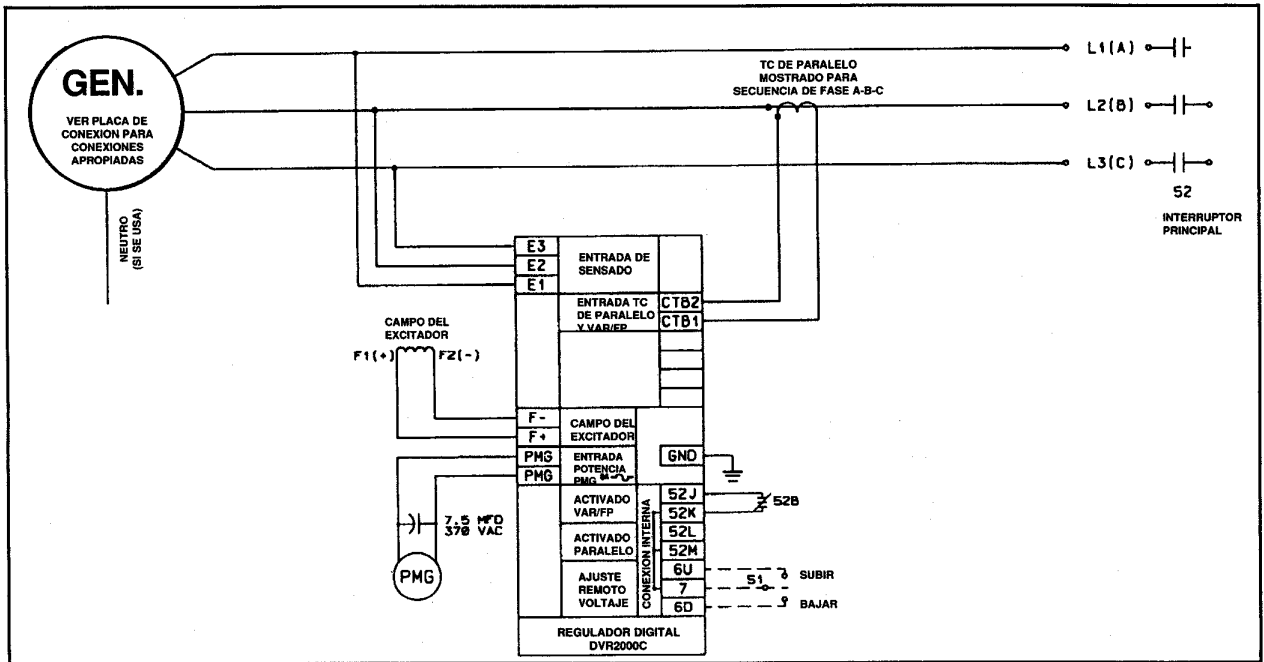 GEN.
VER PLACA DE
CONEXION PARA
CONEXIONES
APROPIADAS
NEUTRO
(SI SE USA)
TC DE PARALELO
MOSTRADO PARA
SECUENCIA DE FASE A-B-C
L1(A)
L2(B)
L3(C)
52
INTERRUPTOR
PRINCIPAL
E3
E2
E1
ENTRADA DE
SENSADO
ENTRADA TC
DE PARALELO
Y VAR/FP
CTB2
CTB1
CAMPO DEL
EXCITADOR
F1(+) F2(-)
F-
F+
CAMPO DEL
EXCITADOR
PMG
PMG
ENTRADA
POTENCIA
PMG
GND
7.5 MFD
370 VAC
PMG
ACTIVADO
VAR/FP
ACTIVADO
PARALELO
AJUSTE
REMOTO
VOLTAJE
CONEXION INTERNA
52J
52K
52L
52M
6U
7
6D
52B
S1
SUBIR
BAJAR
REGULADOR DIGITAL
DVR2000C